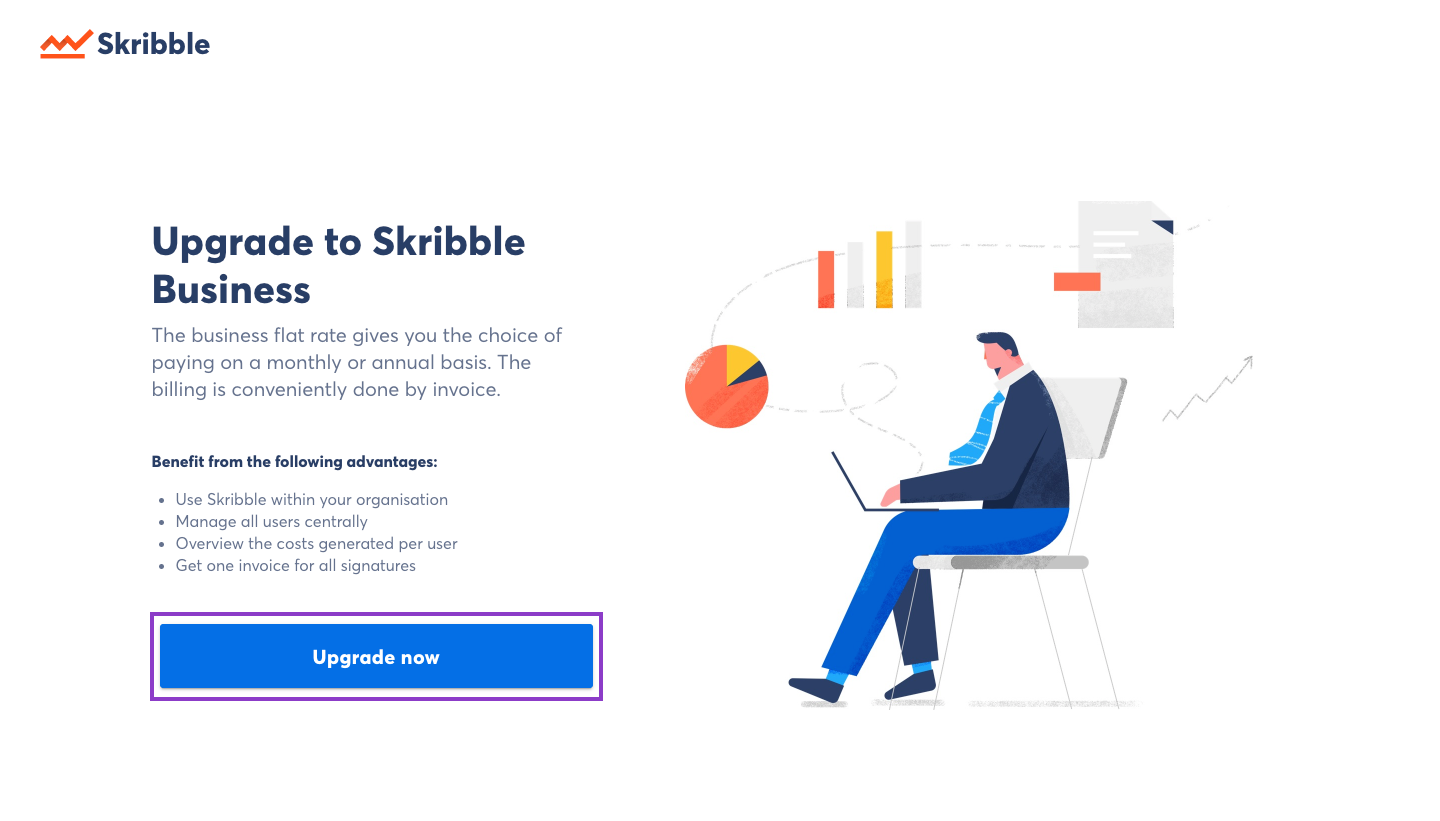 Skribble
Upgrade to Skribble
Business
The business flat rate gives you the choice of
paying on a monthly or annual basis. The
billing is conveniently done by invoice.
Benefit from the following advantages:
• Use Skribble within your organisation
• Manage all users centrally
• Overview the costs generated per user
• Get one invoice for all signatures
Upgrade now